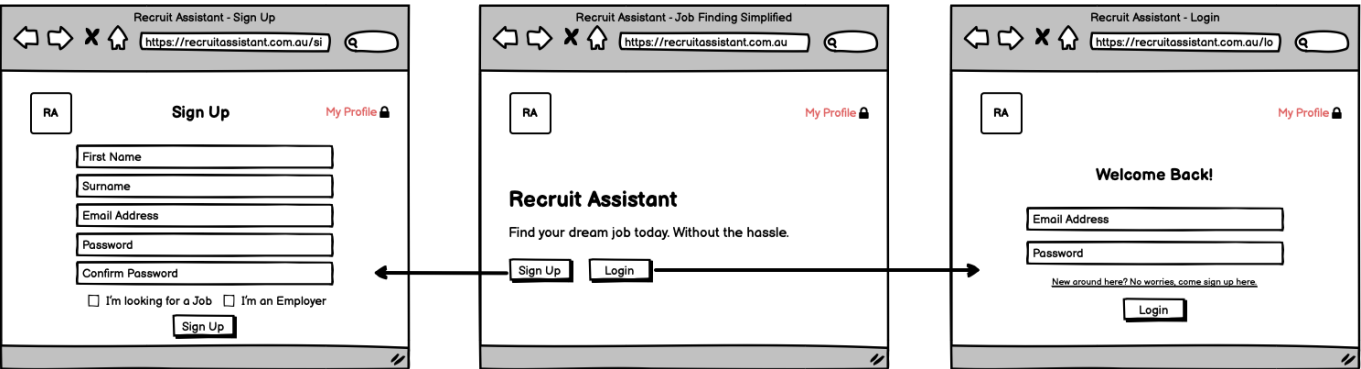 Recruit Assistant - Sign Up
https://recruitassistant.com.au/si
RA
Sign Up
My Profile
First Name
Surname
Email Address
Password
Confirm Password
I'm looking for a Job
I'm an Employer
Sign Up
Recruit Assistant - Job Finding Simplified
https://recruitassistant.com.au
RA
My Profile
Recruit Assistant
Find your dream job today. Without the hassle.
Sign Up
Login
Recruit Assistant - Login
https://recruitassistant.com.au/lo
RA
My Profile
Welcome Back!
Email Address
Password
New around here? No worries, come sign up here.
Login